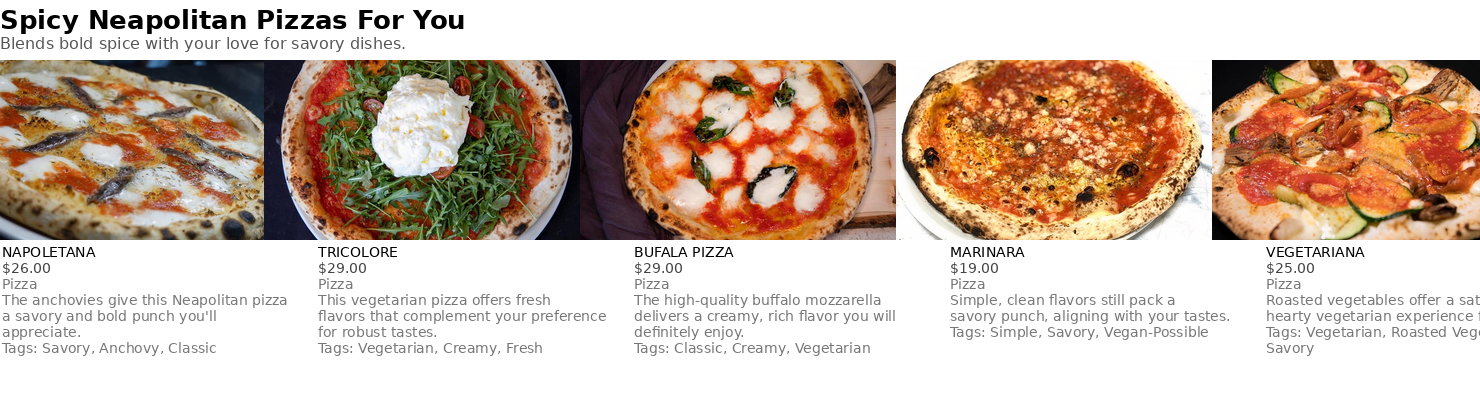 Spicy Neapolitan Pizzas For You
Blends bold spice with your love for savory dishes.
NAPOLETANA
$26.00
Pizza
The anchovies give this Neapolitan pizza
a savory and bold punch you'll
appreciate.
Tags: Savory, Anchovy, Classic
TRICOLORE
$29.00
Pizza
This vegetarian pizza offers fresh
flavors that complement your preference
for robust tastes.
Tags: Vegetarian, Creamy, Fresh
BUFALA PIZZA
$29.00
Pizza
The high-quality buffalo mozzarella
delivers a creamy, rich flavor you will
definitely enjoy.
Tags: Classic, Creamy, Vegetarian
MARINARA
$19.00
Pizza
Simple, clean flavors still pack a
savory punch, aligning with your tastes.
Tags: Simple, Savory, Vegan-Possible
VEGETARIANA
$25.00
Pizza
Roasted vegetables offer a
hearty vegetarian experience
Tags: Vegetarian, Roasted
Savory